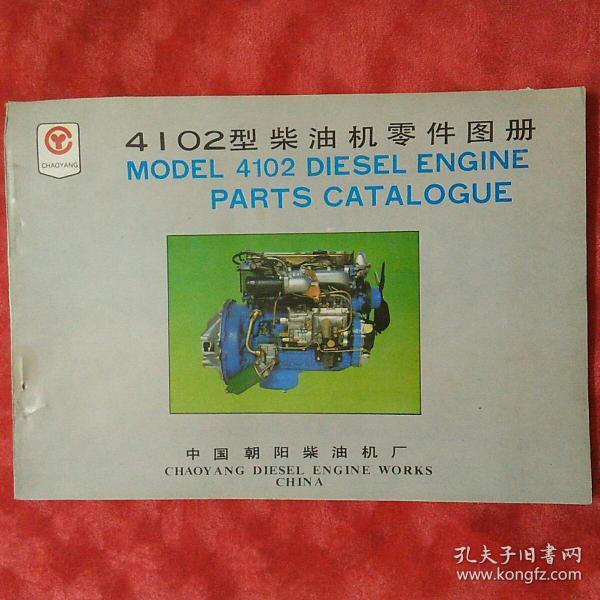 CHAOYANG
4102型柴油机零件图册
MODEL 4102 DIESEL ENGINE
PARTS CATALOGUE
中国朝阳柴油机厂
CHAOYANG DIESEL ENGINE WORKS
CHINA
孔夫子旧书网
www.kongfz.com